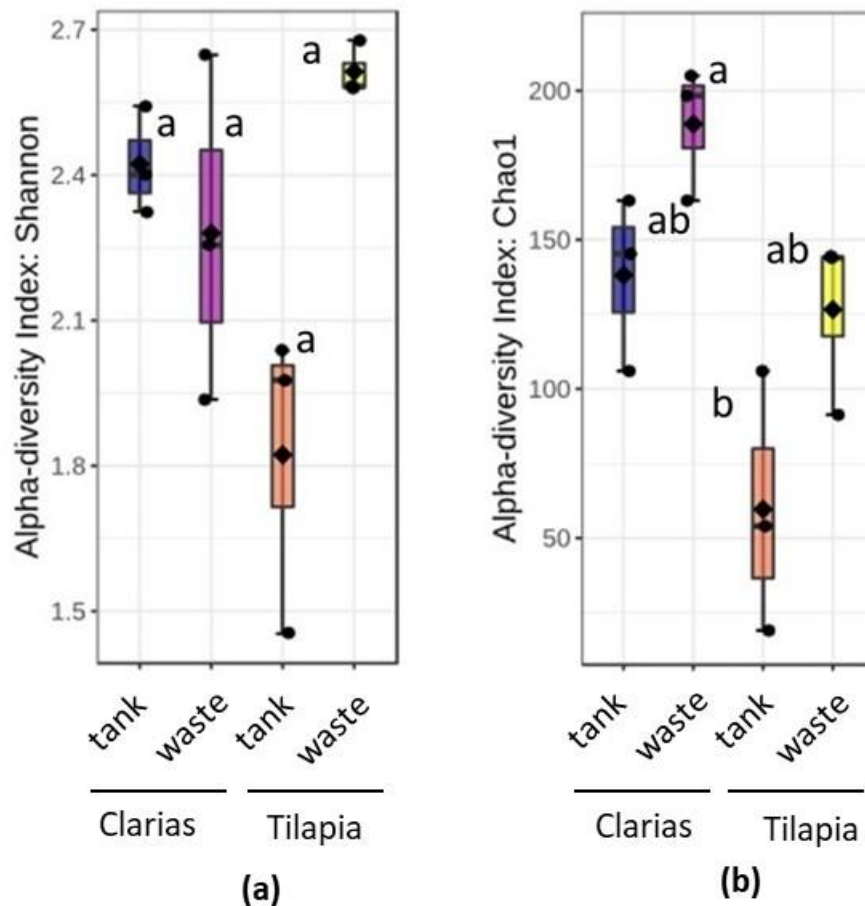 Alpha-diversity Index: Shannon
2.7
2.4
2.1
1.8
1.5
a
a
a
a
tank
waste
tank
waste
Clarias
Tilapia
(a)
Alpha-diversity Index: Chao1
200
150
100
50
a
ab
ab
b
tank
waste
tank
waste
Clarias
Tilapia
(b)